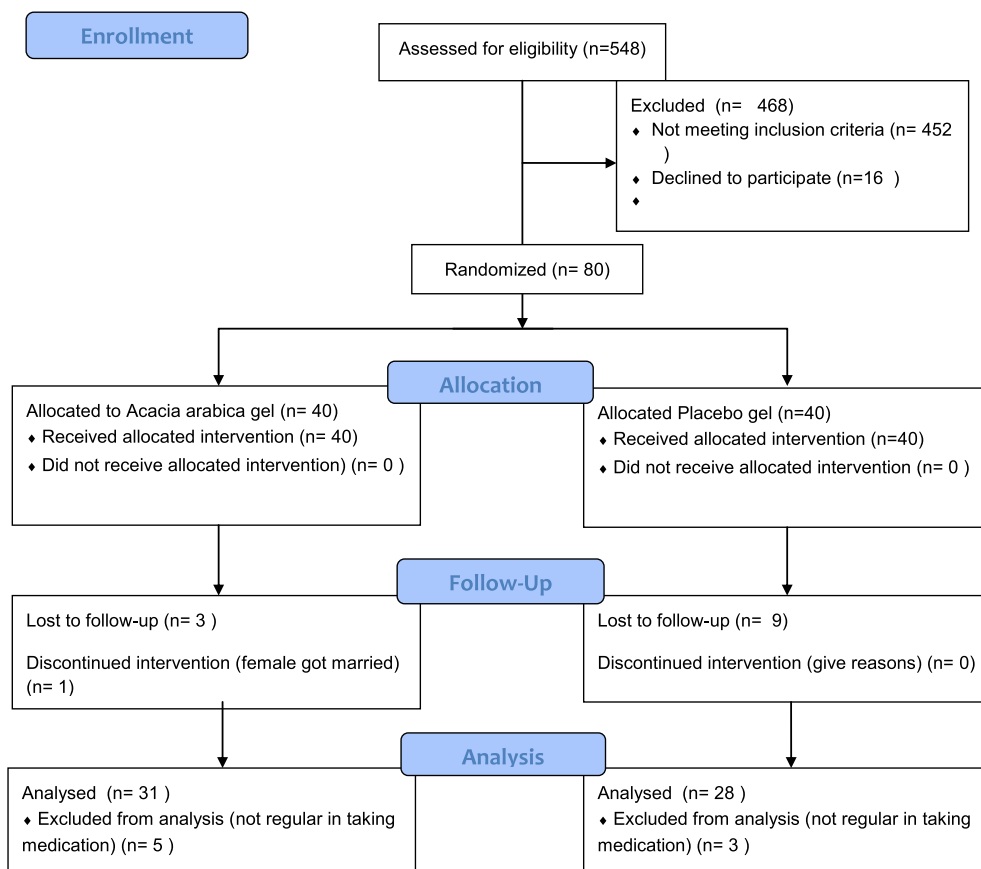 Enrollment
Assessed for eligibility (n=548)
Excluded (n= 468)
♦ Not meeting inclusion criteria (n= 452
)
♦ Declined to participate (n=16 )
♦
Randomized (n= 80)
Allocation
Allocated to Acacia arabica gel (n= 40)
♦ Received allocated intervention (n= 40)
♦ Did not receive allocated intervention) (n= 0 )
Allocated Placebo gel (n=40)
♦ Received allocated intervention (n=40)
♦ Did not receive allocated intervention (n= 0 )
Follow-Up
Lost to follow-up (n= 3 )
Discontinued intervention (female got married)
(n= 1)
Lost to follow-up (n= 9)
Discontinued intervention (give reasons) (n= 0)
Analysis
Analysed (n= 31 )
♦ Excluded from analysis (not regular in taking
medication) (n= 5 )
Analysed (n= 28 )
♦ Excluded from analysis (not regular in taking
medication) (n= 3 )